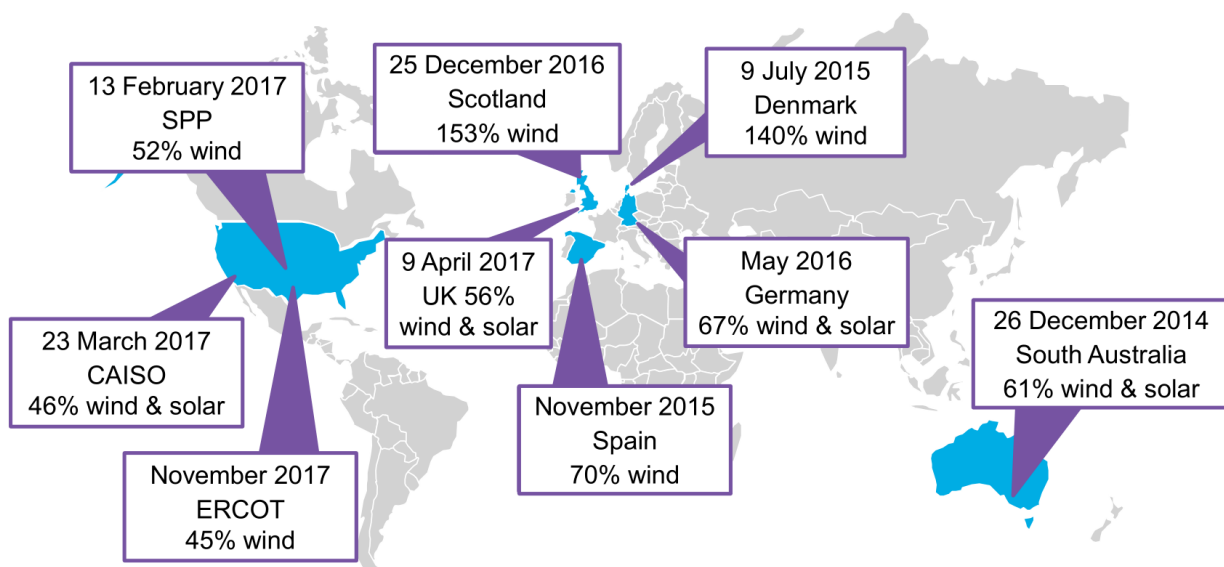 13 February 2017
SPP
52% wind
25 December 2016
Scotland
153% wind
9 July 2015
Denmark
140% wind
23 March 2017
CAISO
46% wind & solar
9 April 2017
UK 56%
wind & solar
May 2016
Germany
67% wind & solar
26 December 2014
South Australia
61% wind & solar
November 2017
ERCOT
45% wind
November 2015
Spain
70% wind